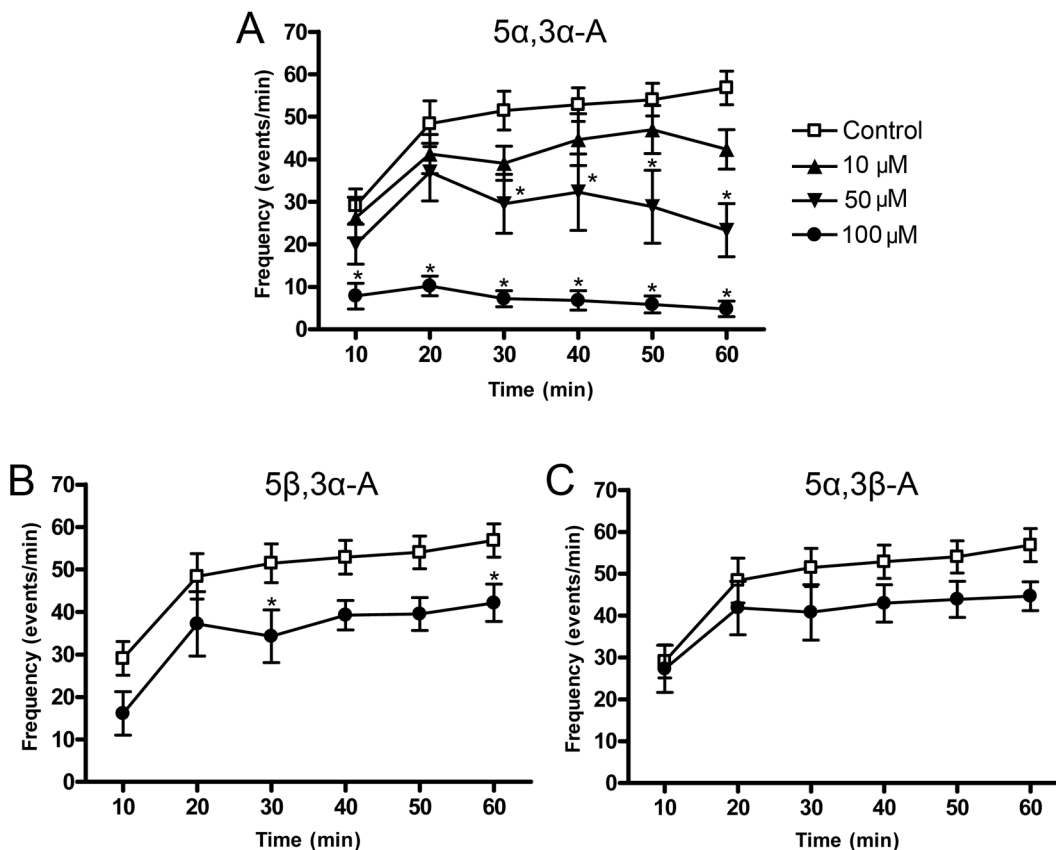 A
5α,3α-A
Frequency (events/min)
70
60
50
40
30
20
10
0
* * * * * *
* * * *
10 20 30 40 50 60
Time (min)
Control
10 µM
50 µM
100 µM
B
5β,3α-A
Frequency (events/min)
70
60
50
40
30
20
10
0
* *
10 20 30 40 50 60
Time (min)
C
5α,3β-A
Frequency (events/min)
70
60
50
40
30
20
10
0
10 20 30 40 50 60
Time (min)